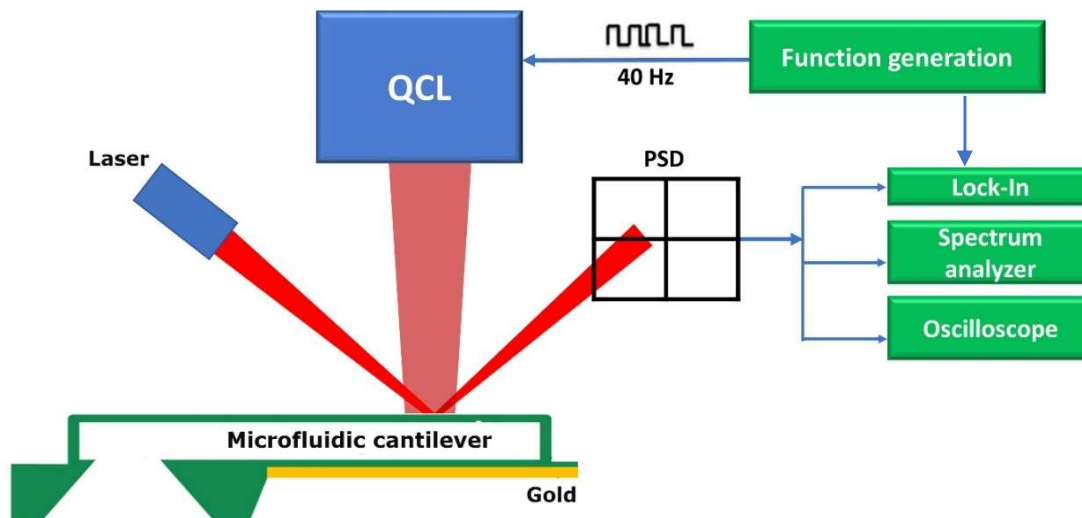 QCL
40 Hz
Function generation
Laser
PSD
Lock-In
Spectrum
analyzer
Oscilloscope
Microfluidic cantilever
Gold